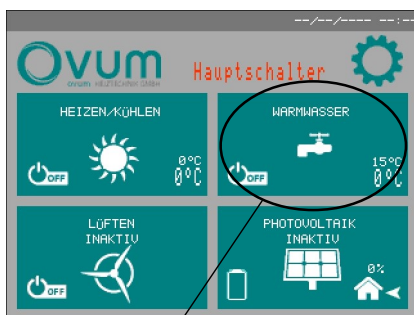 --/--/---- --:--
Ovum
OVUM HEIZTECHNIK GMBH
Hauptschalter
HEIZEN/KüHLEN
OFF
0°C
0°C
WARMWASSER
OFF
15°C
0°C
LüFTEN
INAKTIV
OFF
PHOTOVOLTAIK
INAKTIV
0%